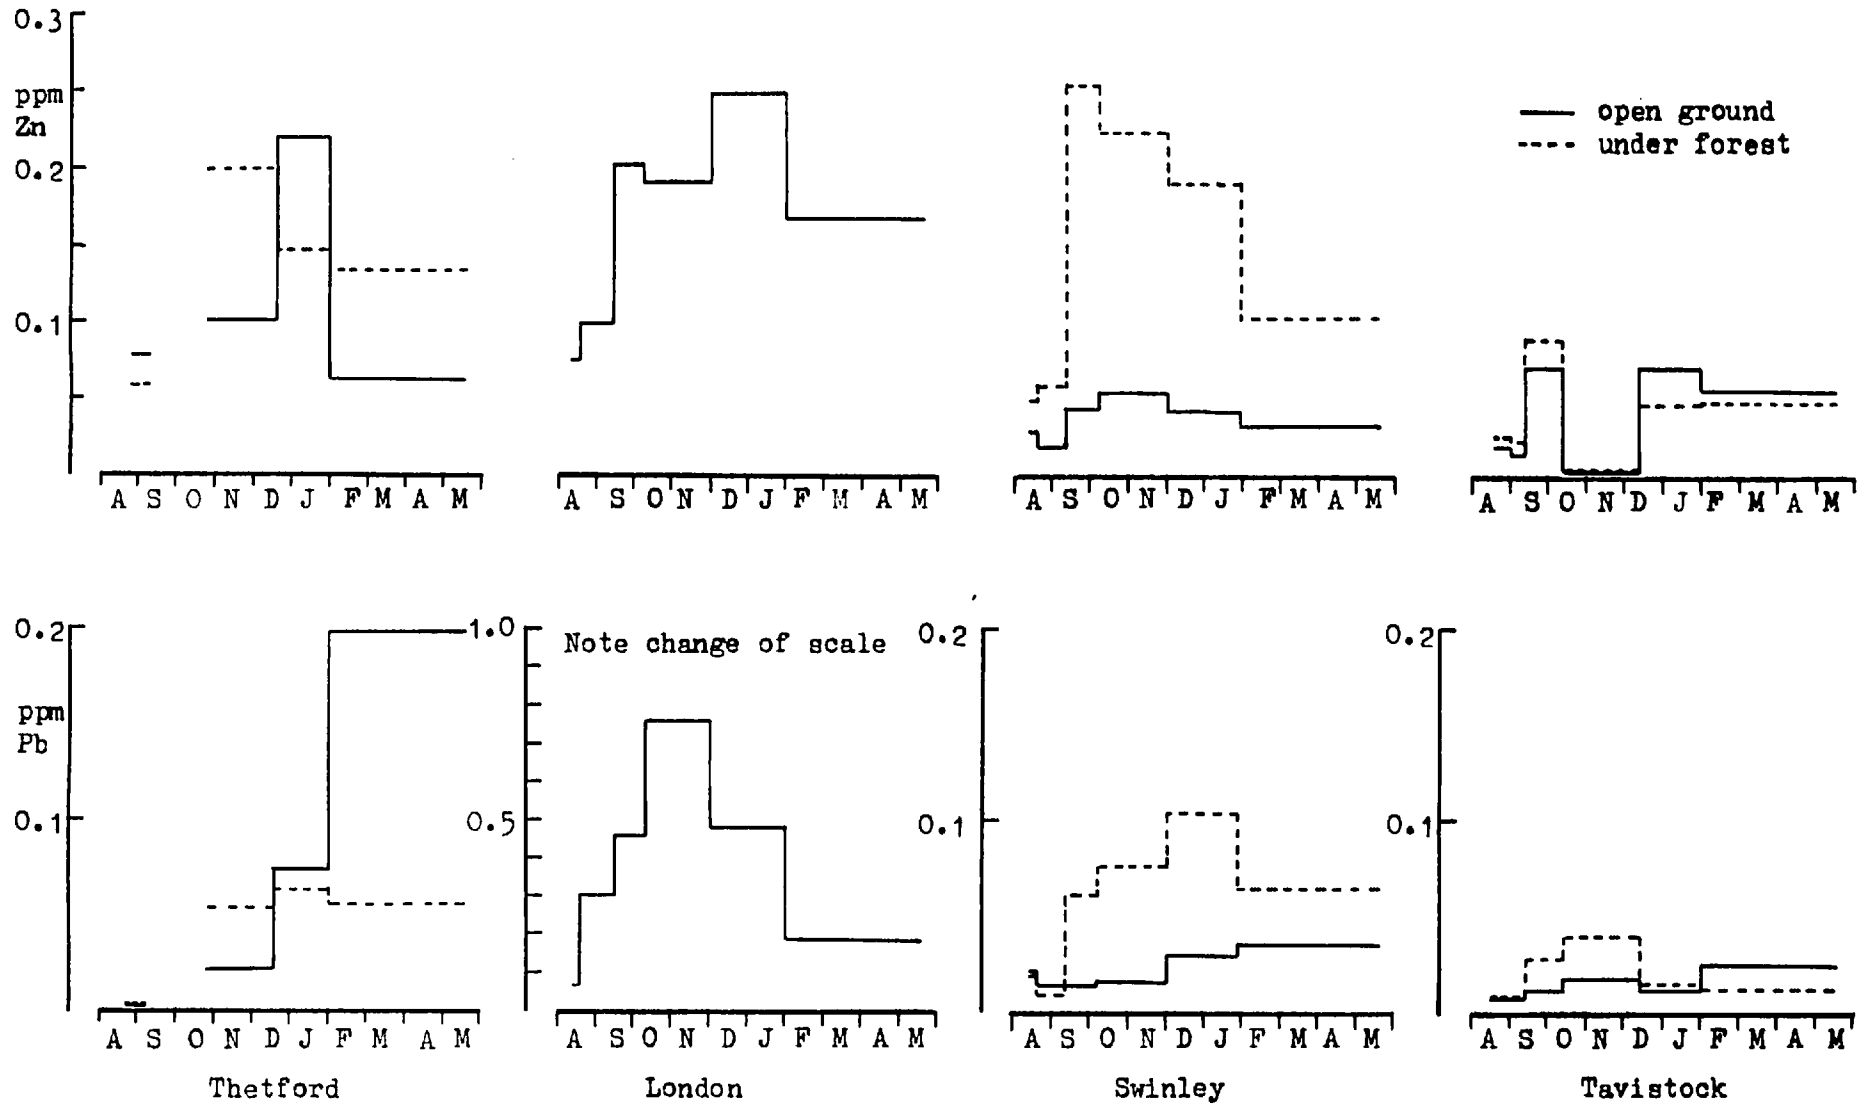 0.3
ppm
Zn
0.2
0.1
open ground
under forest
A S O N D J F M A M
A S O N D J F M A M
A S O N D J F M A M
A S O N D J F M A M
0.2
ppm
Pb
0.1
1.0
Note change of scale
0.5
0.2
0.1
0.2
0.1
A S O N D J F M A M
A S O N D J F M A M
A S O N D J F M A M
A S O N D J F M A M
Thetford
London
Swinley
Tavistock